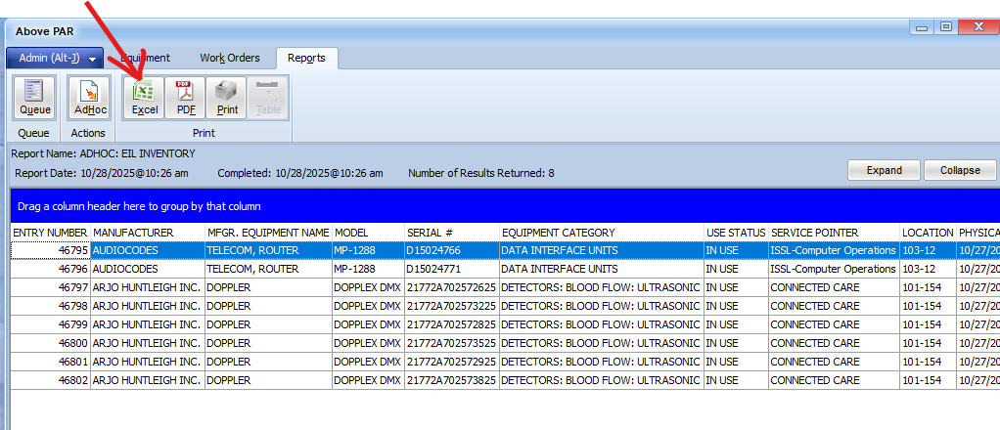 Above PAR
Admin (Alt-J) Equipment Work Orders Reports
Queue AdHoc Excel PDF Print Table
Queue Actions Print
Report Name: ADHOC: EIL INVENTORY
Report Date: 10/28/2025@10:26 am Completed: 10/28/2025@10:26 am Number of Results Returned: 8 Expand Collapse
Drag a column header here to group by that column
ENTRY NUMBER MANUFACTURER MFGR. EQUIPMENT NAME MODEL SERIAL # EQUIPMENT CATEGORY USE STATUS SERVICE POINTER LOCATION PHYSICA
46795 AUDIOCODES TELECOM, ROUTER MP-1288 D15024766 DATA INTERFACE UNITS IN USE ISSL-Computer Operations 103-12 10/27/20
46796 AUDIOCODES TELECOM, ROUTER MP-1288 D15024771 DATA INTERFACE UNITS IN USE ISSL-Computer Operations 103-12 10/27/20
46797 ARJO HUNTLEIGH INC. DOPPLER DOPPLEX DMX 21772A702572625 DETECTORS: BLOOD FLOW: ULTRASONIC IN USE CONNECTED CARE 101-154 10/27/20
46798 ARJO HUNTLEIGH INC. DOPPLER DOPPLEX DMX 21772A702573225 DETECTORS: BLOOD FLOW: ULTRASONIC IN USE CONNECTED CARE 101-154 10/27/20
46799 ARJO HUNTLEIGH INC. DOPPLER DOPPLEX DMX 21772A702572825 DETECTORS: BLOOD FLOW: ULTRASONIC IN USE CONNECTED CARE 101-154 10/27/20
46800 ARJO HUNTLEIGH INC. DOPPLER DOPPLEX DMX 21772A702573525 DETECTORS: BLOOD FLOW: ULTRASONIC IN USE CONNECTED CARE 101-154 10/27/20
46801 ARJO HUNTLEIGH INC. DOPPLER DOPPLEX DMX 21772A702572925 DETECTORS: BLOOD FLOW: ULTRASONIC IN USE CONNECTED CARE 101-154 10/27/20
46802 ARJO HUNTLEIGH INC. DOPPLER DOPPLEX DMX 21772A702573825 DETECTORS: BLOOD FLOW: ULTRASONIC IN USE CONNECTED CARE 101-154 10/27/20